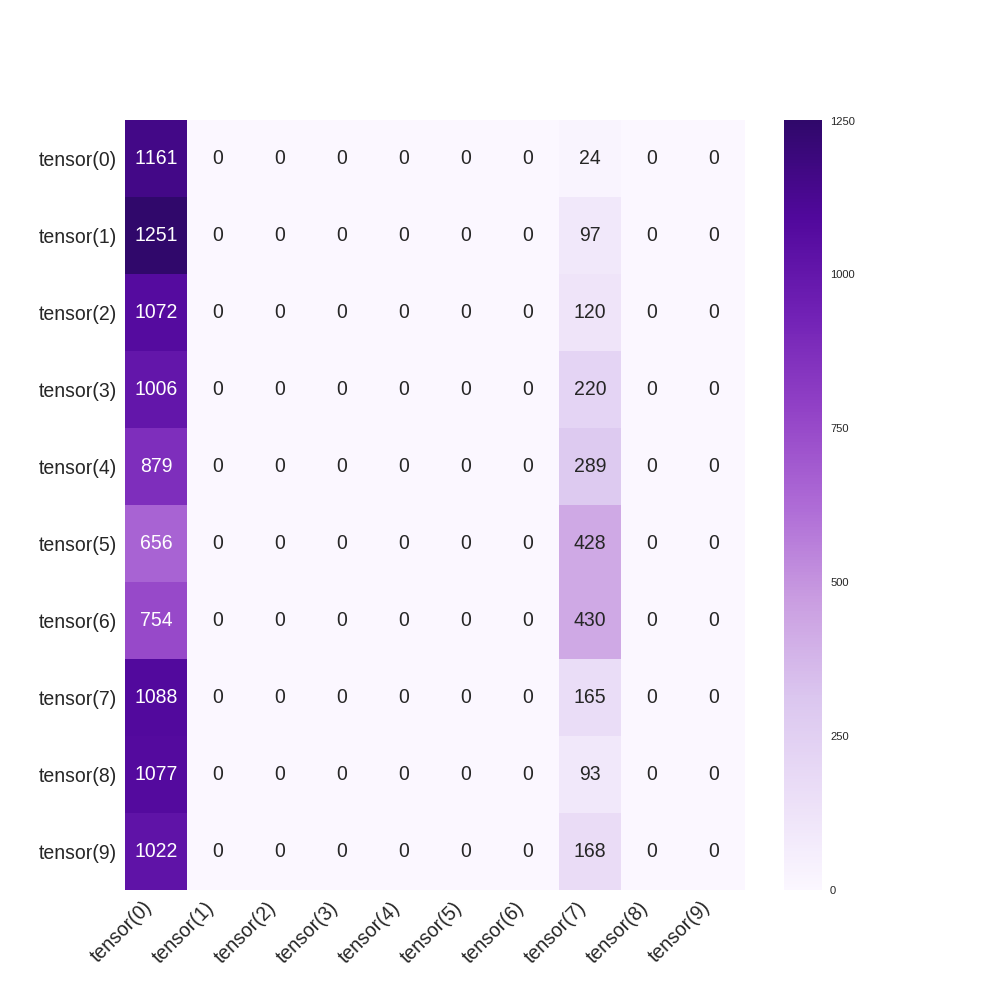 tensor(0) 1161 0 0 0 0 0 0 24 0 0
tensor(1) 1251 0 0 0 0 0 0 97 0 0
tensor(2) 1072 0 0 0 0 0 0 120 0 0
tensor(3) 1006 0 0 0 0 0 0 220 0 0
tensor(4) 879 0 0 0 0 0 0 289 0 0
tensor(5) 656 0 0 0 0 0 0 428 0 0
tensor(6) 754 0 0 0 0 0 0 430 0 0
tensor(7) 1088 0 0 0 0 0 0 165 0 0
tensor(8) 1077 0 0 0 0 0 0 93 0 0
tensor(9) 1022 0 0 0 0 0 0 168 0 0
tensor(0) tensor(1) tensor(2) tensor(3) tensor(4) tensor(5) tensor(6) tensor(7) tensor(8) tensor(9)
1250
1000
750
500
250
0